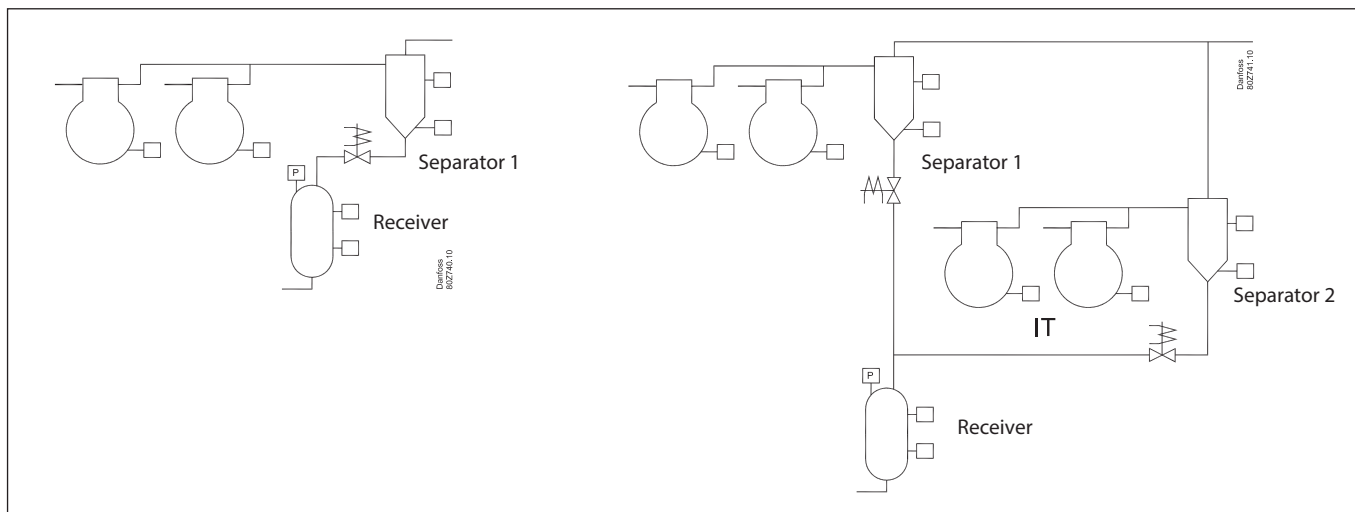 Separator 1
P
Receiver
Danfoss
80Z740.10
Danfoss
80Z741.10
Separator 1
Separator 2
IT
P
Receiver